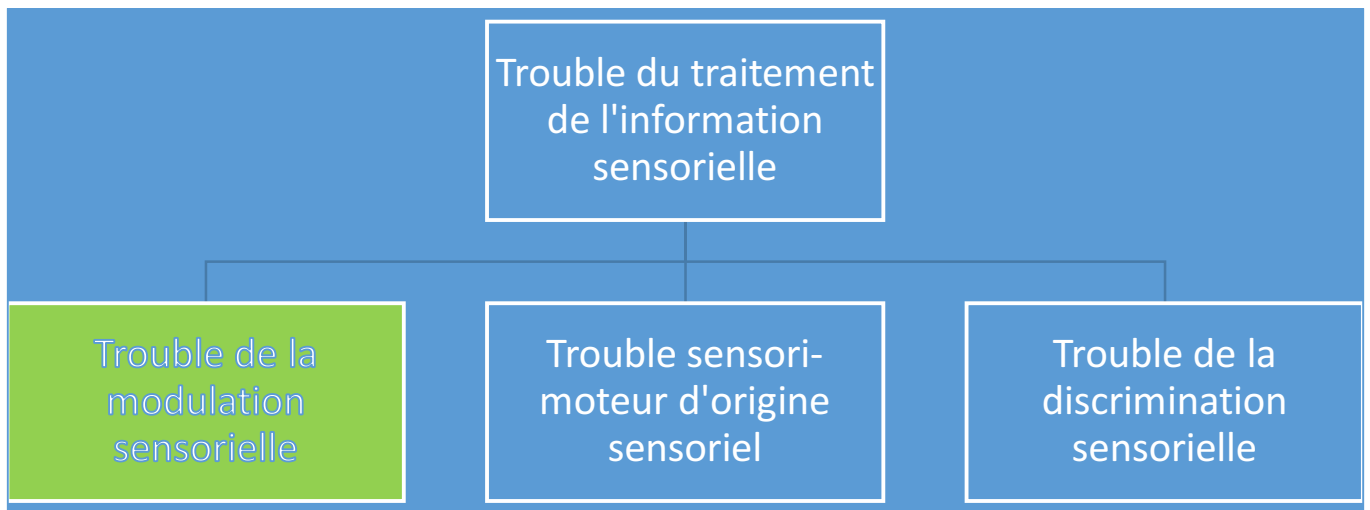 Trouble du traitement
de l'information
sensorielle
Trouble de la
modulation
sensorielle
Trouble sensori-
moteur d'origine
sensoriel
Trouble de la
discrimination
sensorielle